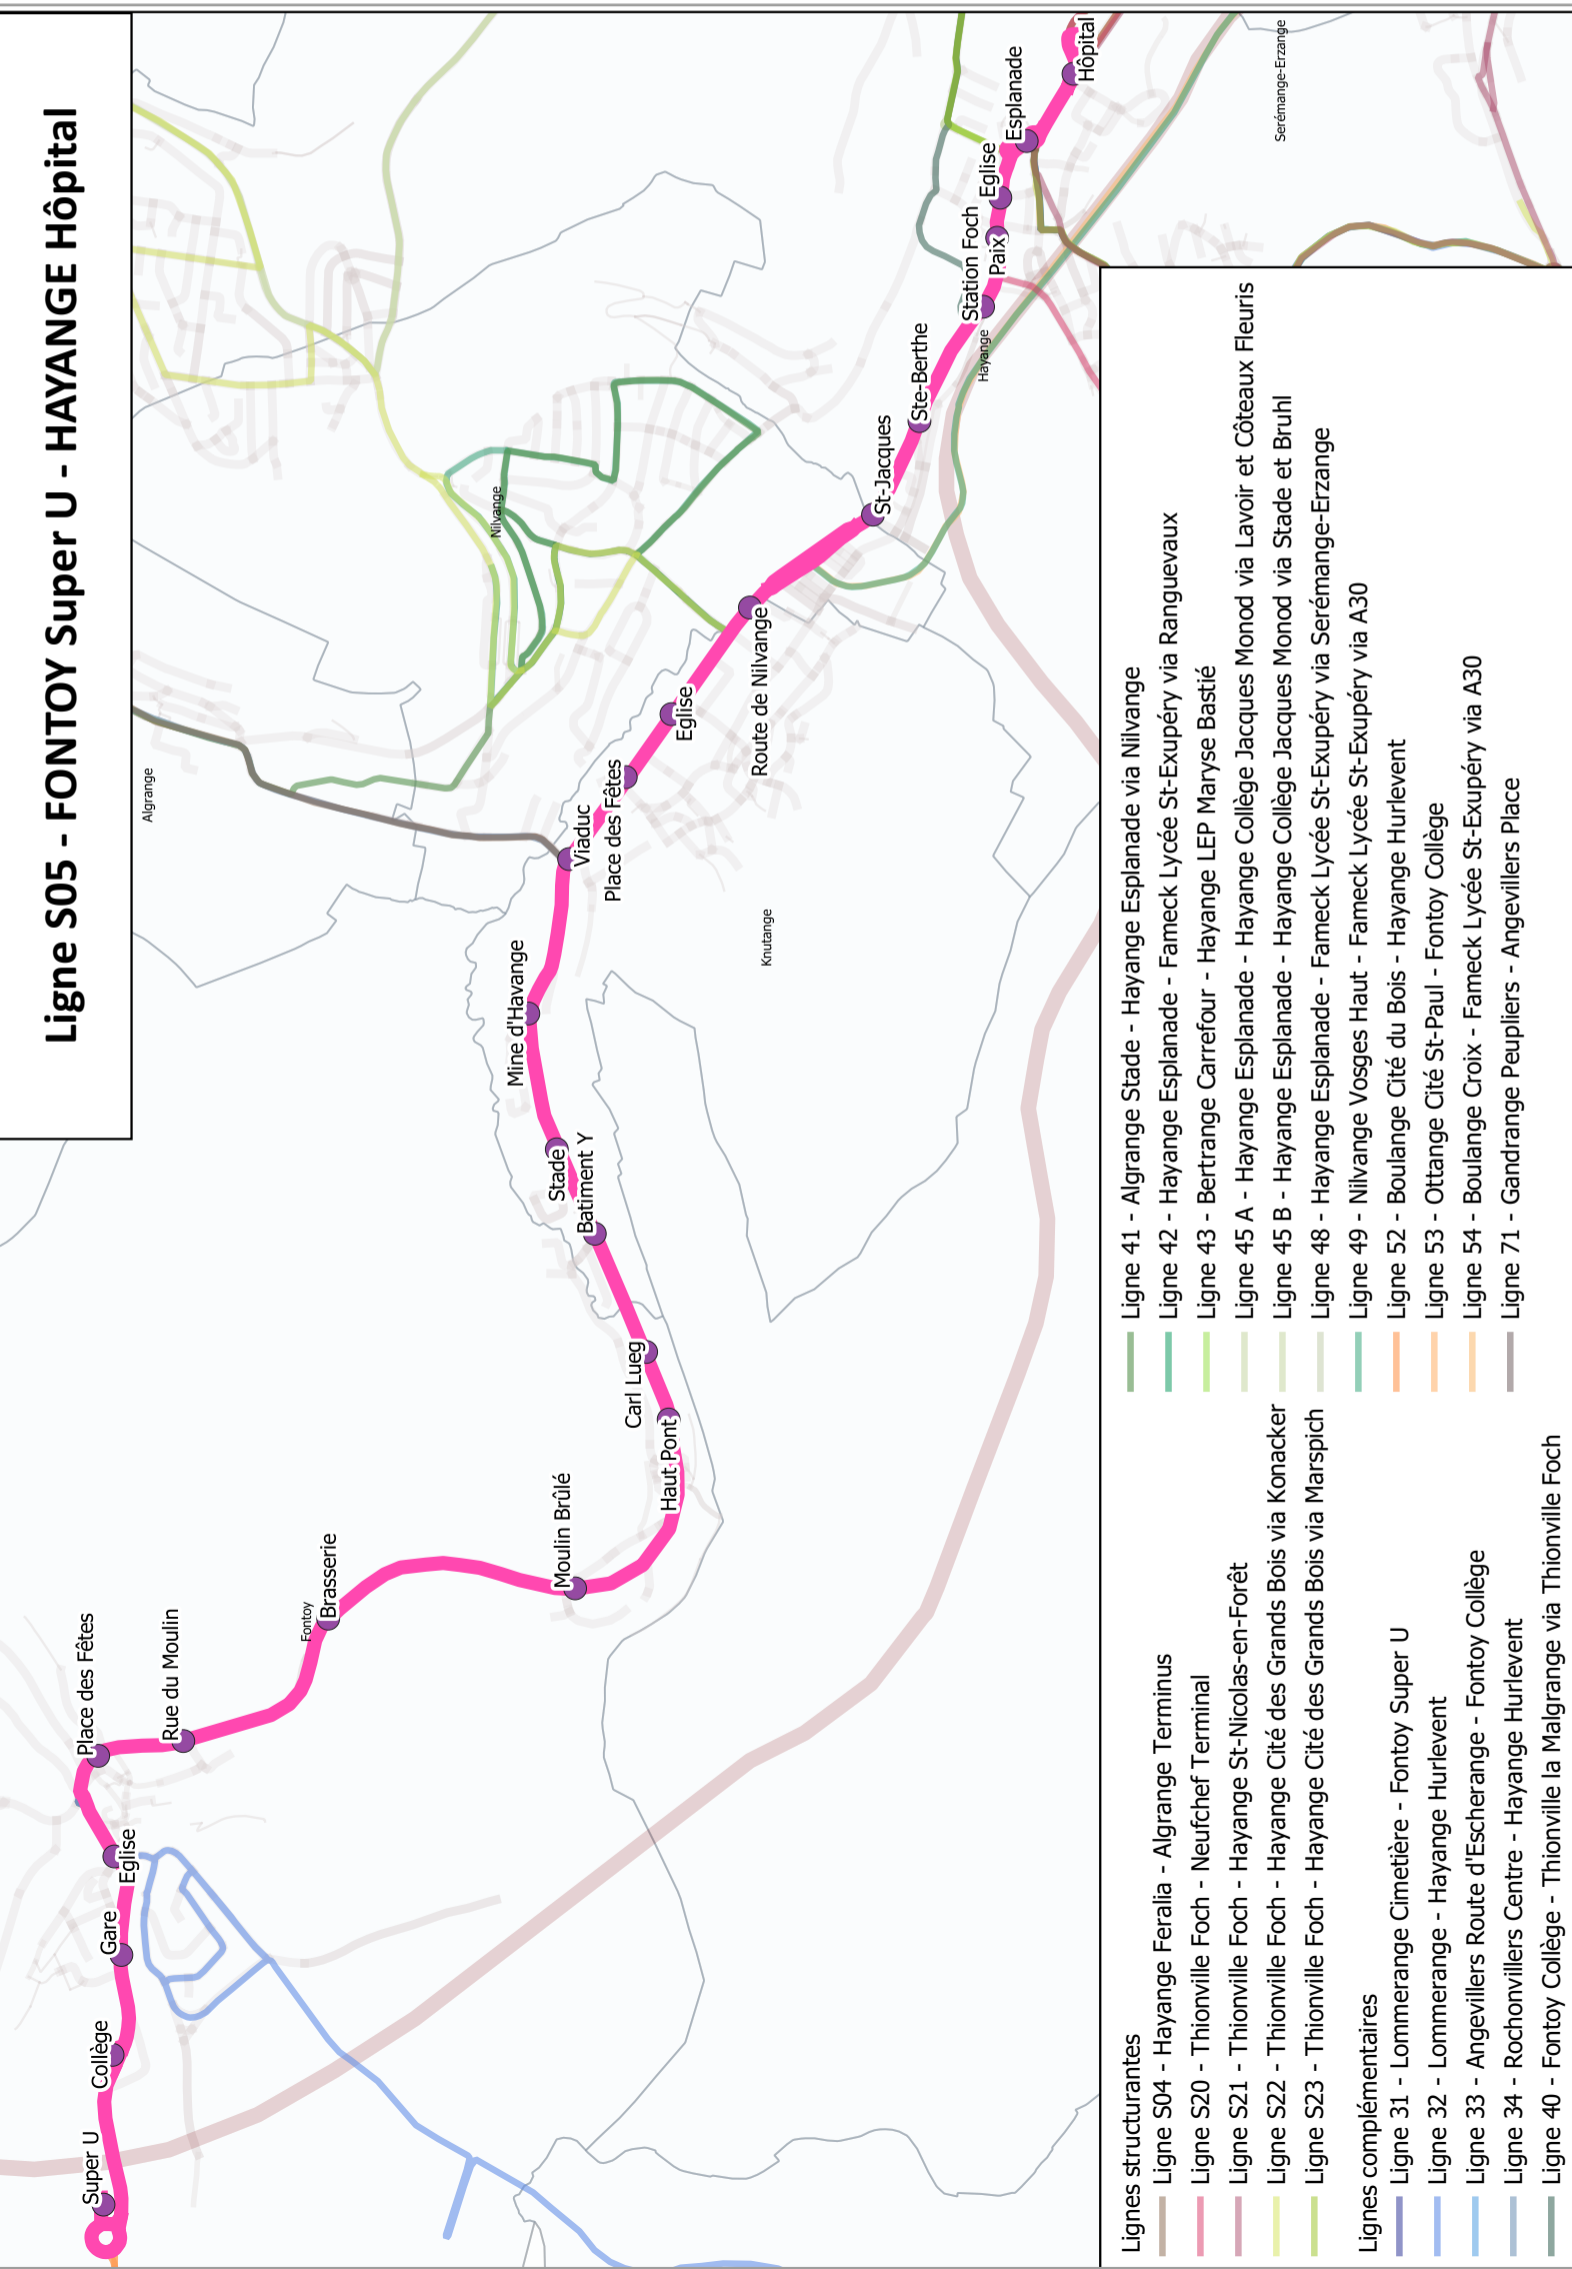 Ligne S05 - FONTOY Super U - HAYANGE Hôpital
Super U
Collège
Gare
Eglise
Place des Fêtes
Rue du Moulin
Fontoy
Brasserie
Moulin Brûlé
Haut Pont
Carl Lueg
Batiment Y
Stade
Mine d'Havange
Knutange
Algrange
Viaduc
Place des Fêtes
Eglise
Route de Nilvange
Nilvange
St-Jacques
Ste-Berthe
Hayange
Station Foch
Paix
Eglise
Esplanade
Hôpital
Serémange-Erzange
Lignes structurantes
Ligne S04 - Hayange Feralia - Algrange Terminus
Ligne S20 - Thionville Foch - Neufchef Terminal
Ligne S21 - Thionville Foch - Hayange St-Nicolas-en-Forêt
Ligne S22 - Thionville Foch - Hayange Cité des Grands Bois via Konacker
Ligne S23 - Thionville Foch - Hayange Cité des Grands Bois via Marspich
Lignes complémentaires
Ligne 31 - Lommerange Cimetière - Fontoy Super U
Ligne 32 - Lommerange - Hayange Hurlevent
Ligne 33 - Angevillers Route d'Escherange - Fontoy Collège
Ligne 34 - Rochonvillers Centre - Hayange Hurlevent
Ligne 40 - Fontoy Collège - Thionville la Malgrange via Thionville Foch
Ligne 41 - Algrange Stade - Hayange Esplanade via Nilvange
Ligne 42 - Hayange Esplanade - Fameck Lycée St-Exupéry via Ranguevaux
Ligne 43 - Bertrange Carrefour - Hayange LEP Maryse Bastié
Ligne 45 A - Hayange Esplanade - Hayange Collège Jacques Monod via Lavoir et Côteaux Fleuris
Ligne 45 B - Hayange Esplanade - Hayange Collège Jacques Monod via Stade et Bruhl
Ligne 48 - Hayange Esplanade - Fameck Lycée St-Exupéry via Serémange-Erzange
Ligne 49 - Nilvange Vosges Haut - Fameck Lycée St-Exupéry via A30
Ligne 52 - Boulange Cité du Bois - Hayange Hurlevent
Ligne 53 - Ottange Cité St-Paul - Fontoy Collège
Ligne 54 - Boulange Croix - Fameck Lycée St-Exupéry via A30
Ligne 71 - Gandrange Peupliers - Angevillers Place